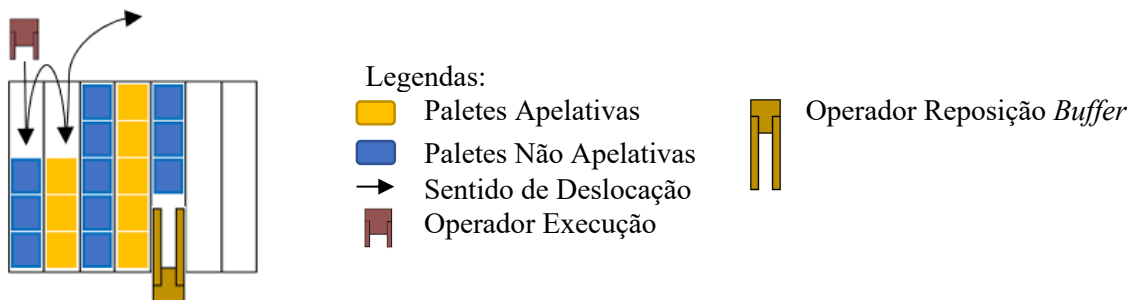 Legendas:
Paletes Apelativas
Paletes Não Apelativas
Sentido de Deslocação
Operador Execução
Operador Reposição Buffer